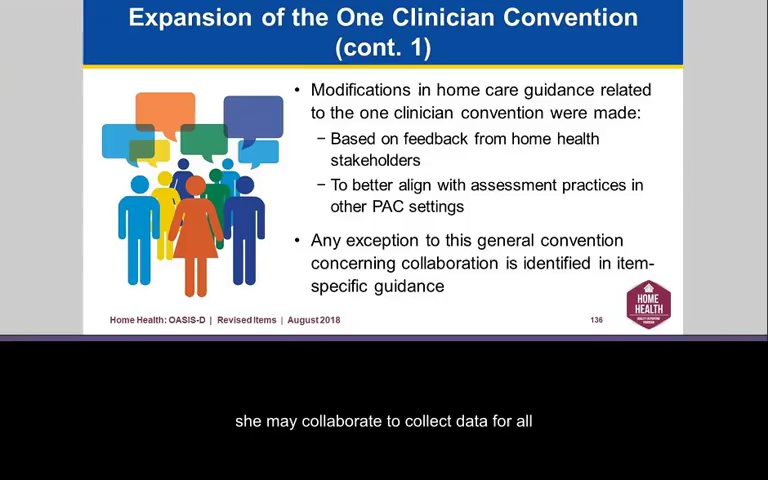 Expansion of the One Clinician Convention
(cont. 1)
• Modifications in home care guidance related
to the one clinician convention were made:
− Based on feedback from home health
stakeholders
− To better align with assessment practices in
other PAC settings
• Any exception to this general convention
concerning collaboration is identified in item-
specific guidance
Home Health: OASIS-D | Revised Items | August 2018
136
HOME
HEALTH
QUALITY REPORTING
PROGRAM
she may collaborate to collect data for all